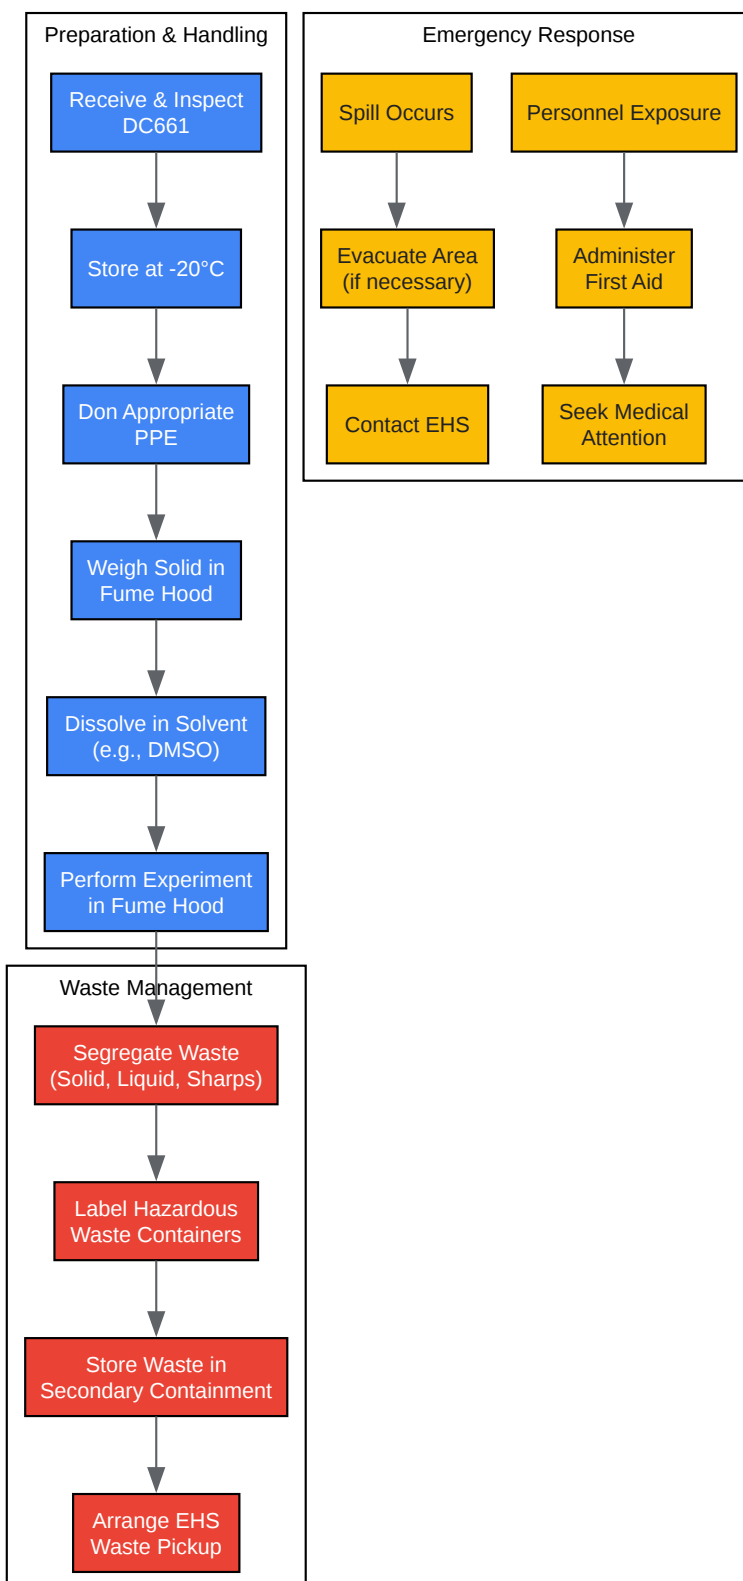 Preparation & Handling
Receive & Inspect
DC661
Store at -20°C
Don Appropriate
PPE
Weigh Solid in
Fume Hood
Dissolve in Solvent
(e.g., DMSO)
Perform Experiment
in Fume Hood
Emergency Response
Spill Occurs
Evacuate Area
(if necessary)
Contact EHS
Personnel Exposure
Administer
First Aid
Seek Medical
Attention
Waste Management
Segregate Waste
(Solid, Liquid, Sharps)
Label Hazardous
Waste Containers
Store Waste in
Secondary Containment
Arrange EHS
Waste Pickup